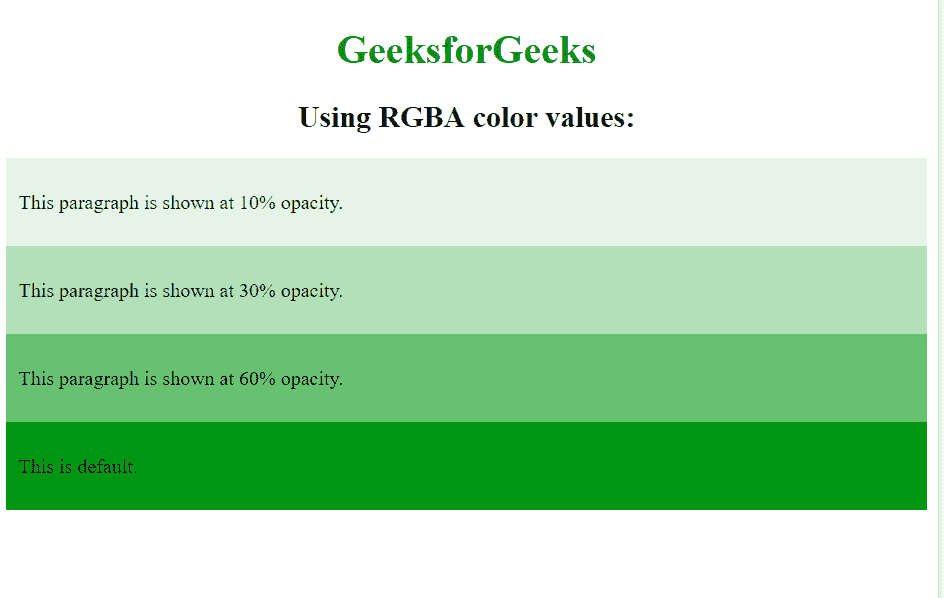 GeeksforGeeks
Using RGBA color values:
This paragraph is shown at 10% opacity.
This paragraph is shown at 30% opacity.
This paragraph is shown at 60% opacity.
This is default.